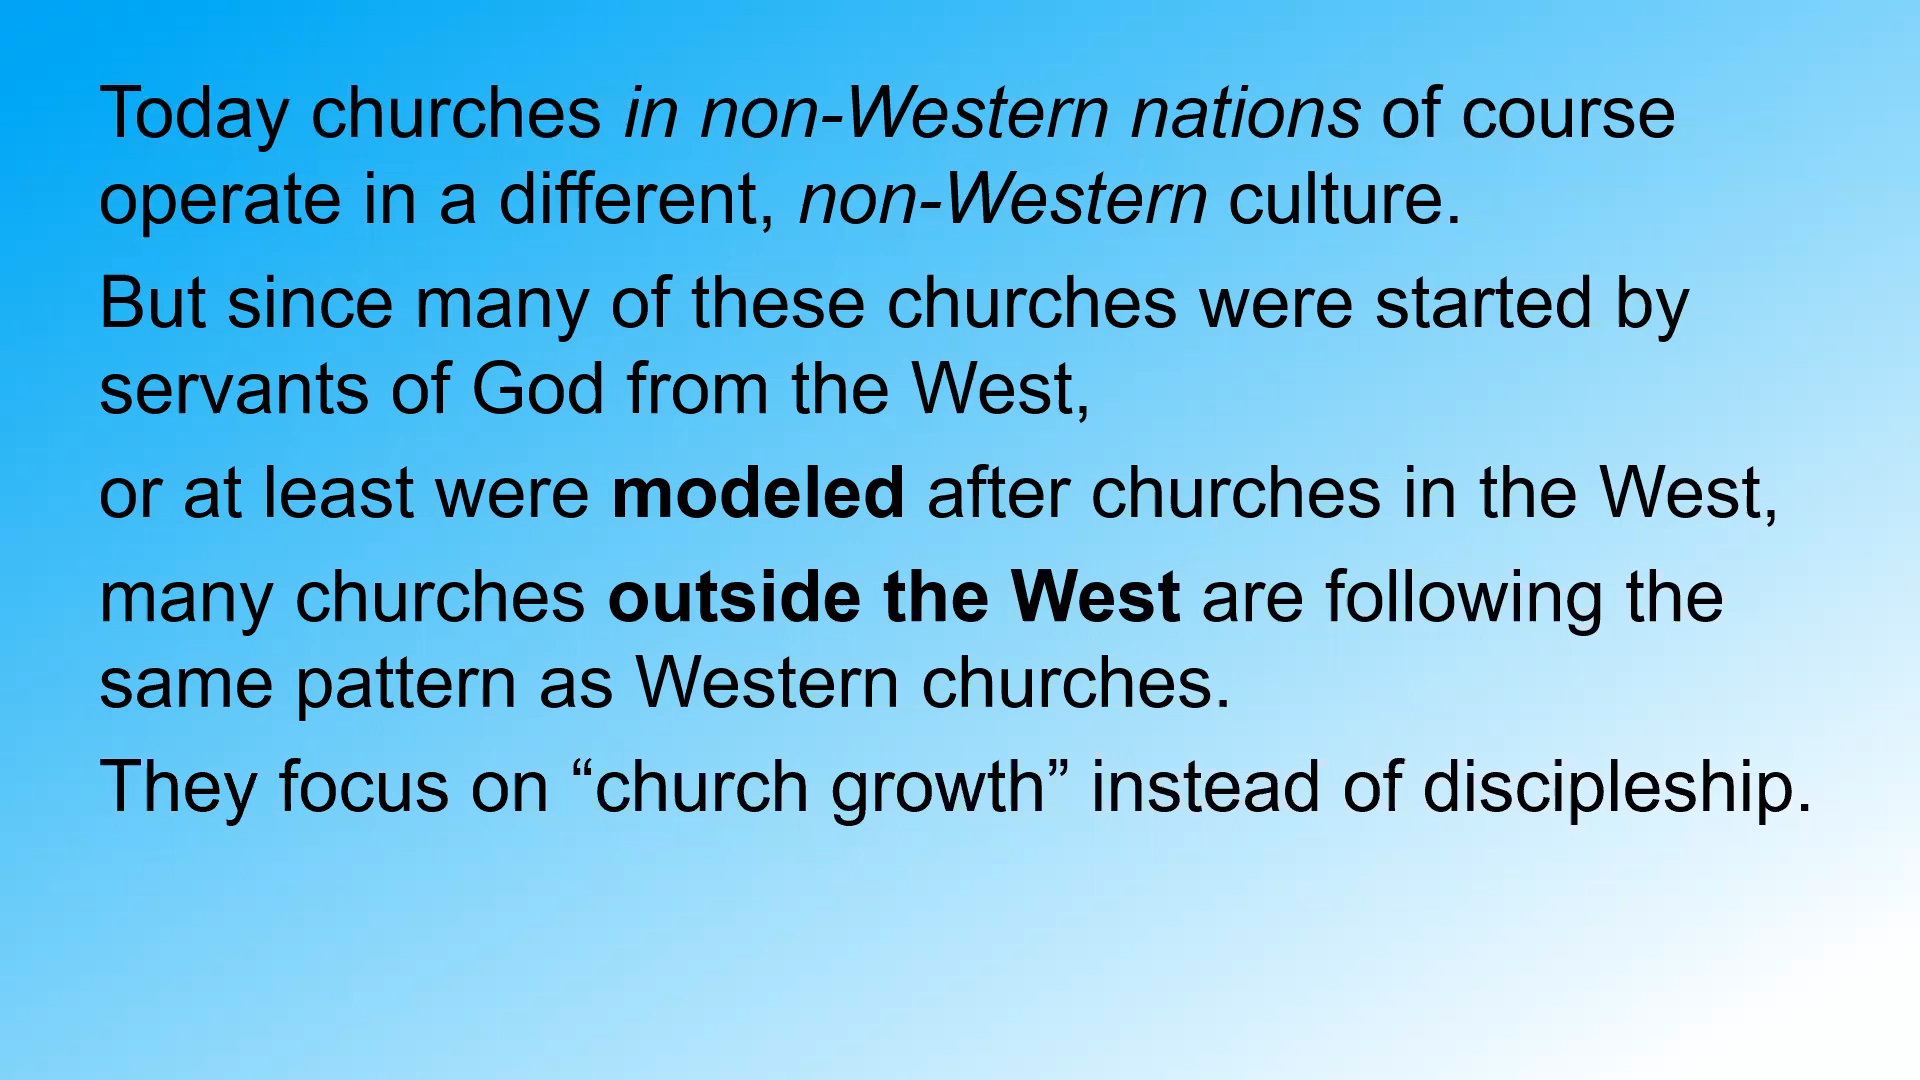 Today churches in non-Western nations of course
operate in a different, non-Western culture.
But since many of these churches were started by
servants of God from the West,
or at least were modeled after churches in the West,
many churches outside the West are following the
same pattern as Western churches.
They focus on “church growth” instead of discipleship.